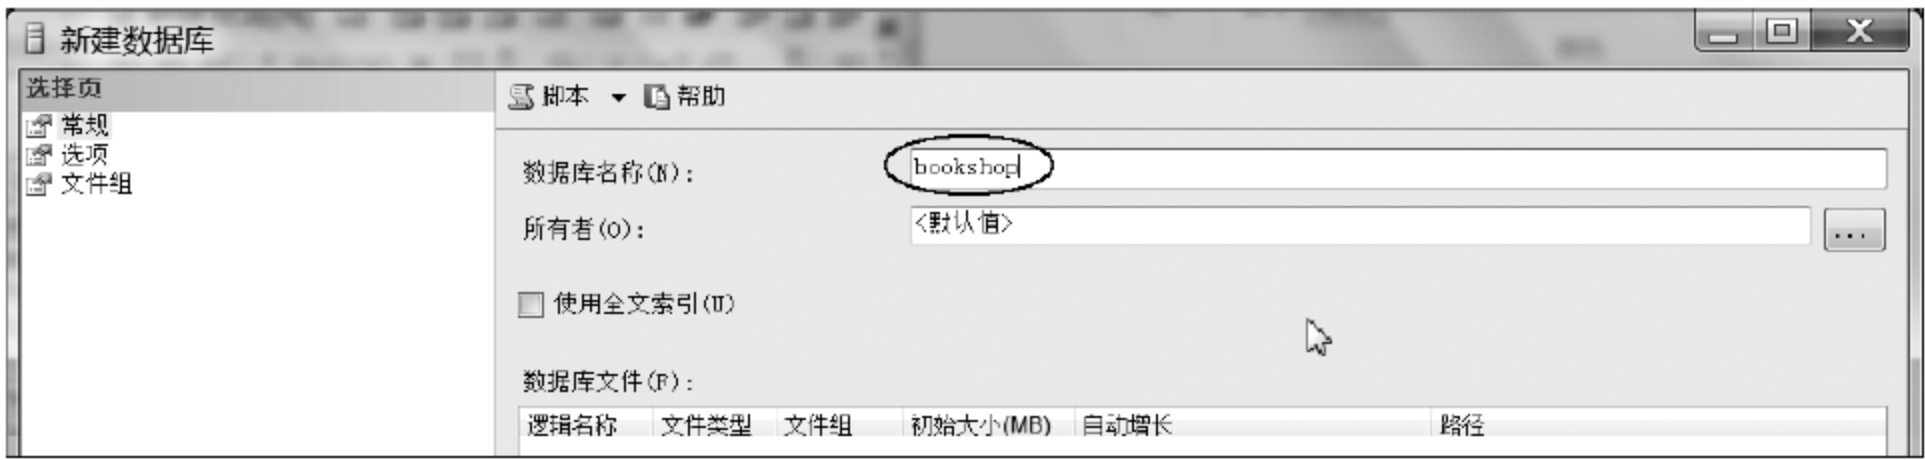 新建数据库
选择页
常规
选项
文件组
脚本 帮助
数据库名称(N):
bookshop
所有者(O):
<默认值>
...
使用全文索引(U)
数据库文件(F):
逻辑名称 文件类型 文件组 初始大小(MB) 自动增长 路径